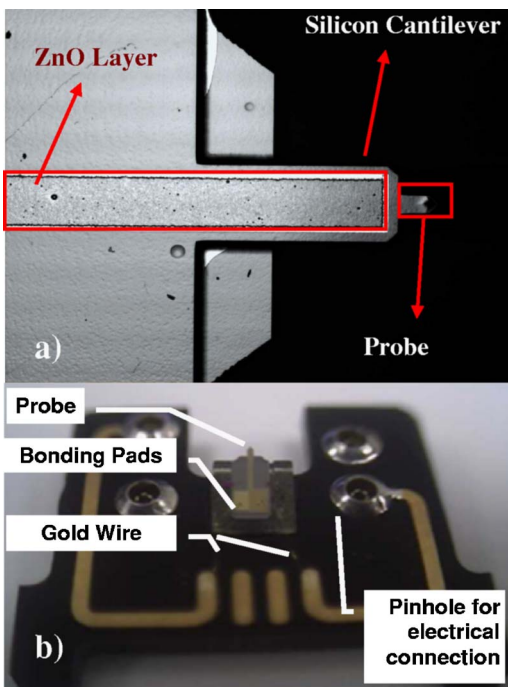 Silicon Cantilever
ZnO Layer
a)
Probe
Probe
Bonding Pads
Gold Wire
b)
Pinhole for
electrical
connection